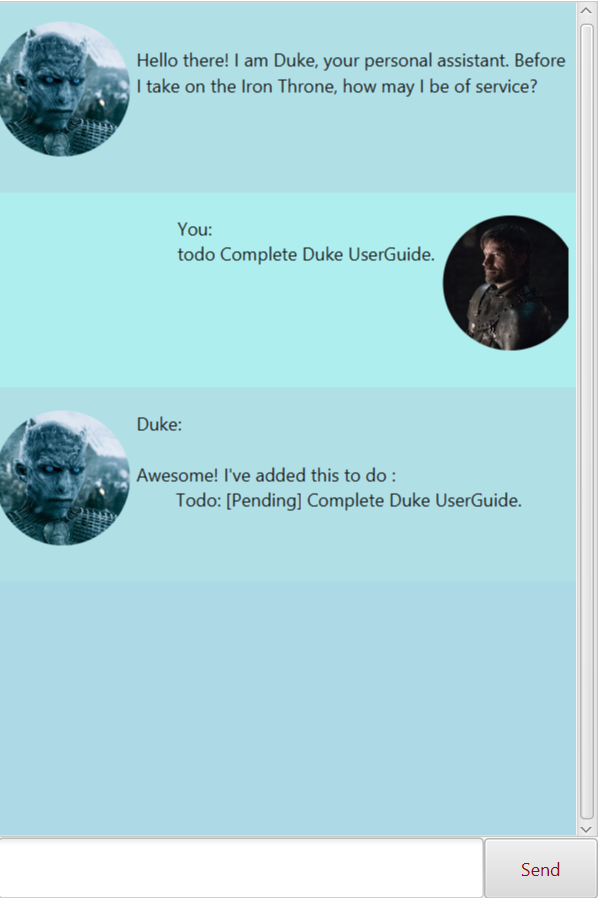 Hello there! I am Duke, your personal assistant. Before
I take on the Iron Throne, how may I be of service?
You:
todo Complete Duke UserGuide.
Duke:
Awesome! I've added this to do :
Todo: [Pending] Complete Duke UserGuide.
Send